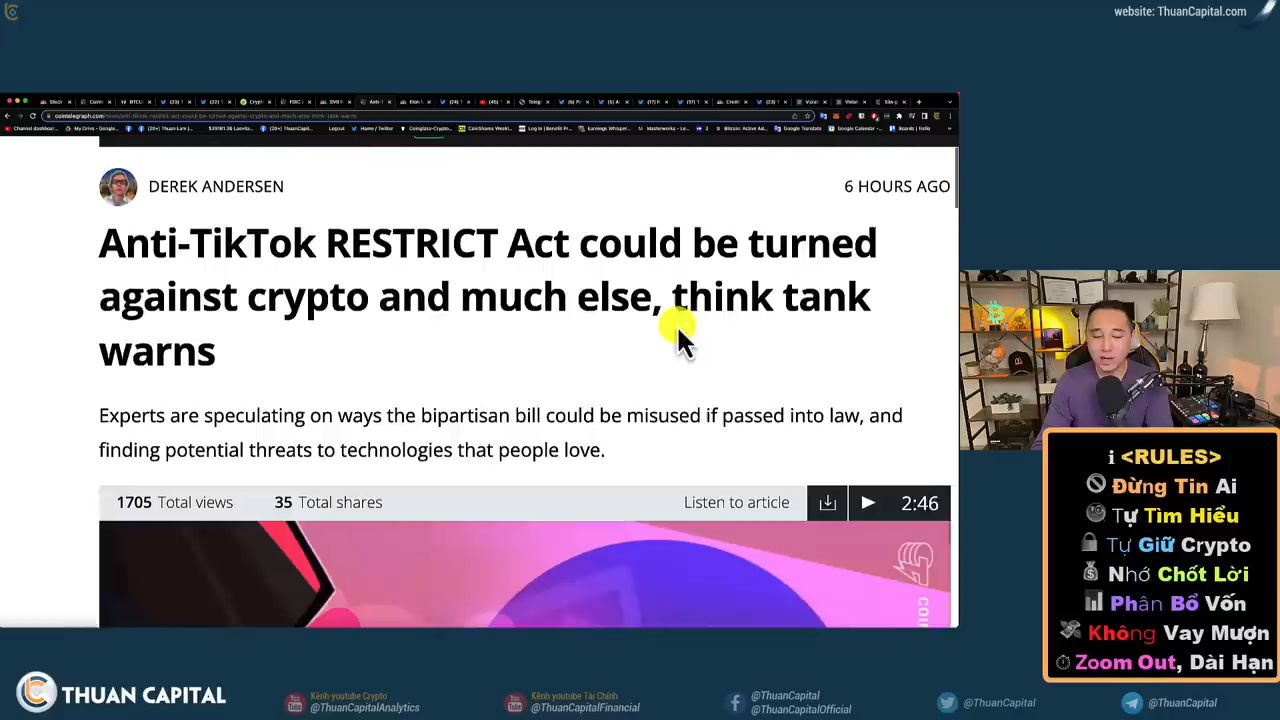 website: ThuanCapital.com
DEREK ANDERSEN
6 HOURS AGO
Anti-TikTok RESTRICT Act could be turned
against crypto and much else, think tank
warns
Experts are speculating on ways the bipartisan bill could be misused if passed into law, and
finding potential threats to technologies that people love.
1705 Total views 35 Total shares Listen to article 2:46
i <RULES>
Đừng Tin Ai
Tự Tìm Hiểu
Tự Giữ Crypto
Nhớ Chốt Lời
Phân Bổ Vốn
Không Vay Mượn
Zoom Out, Dài Hạn
THUAN CAPITAL
Kênh youtube Crypto
@ThuanCapitalAnalytics
Kênh youtube Tài Chính
@ThuanCapitalFinancial
@ThuanCapital
@ThuanCapitalOfficial
@ThuanCapital
@ThuanCapital